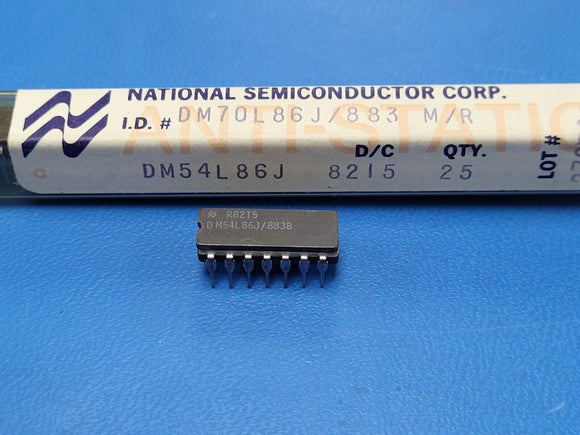 NATIONAL SEMICONDUCTOR CORP.
I.D. # DM70L86J/883 M/R
ANTI-STATIC
D/C QTY.
DM54L86J 8215 25
LOT #
C
R8215
DM54L86J/883B